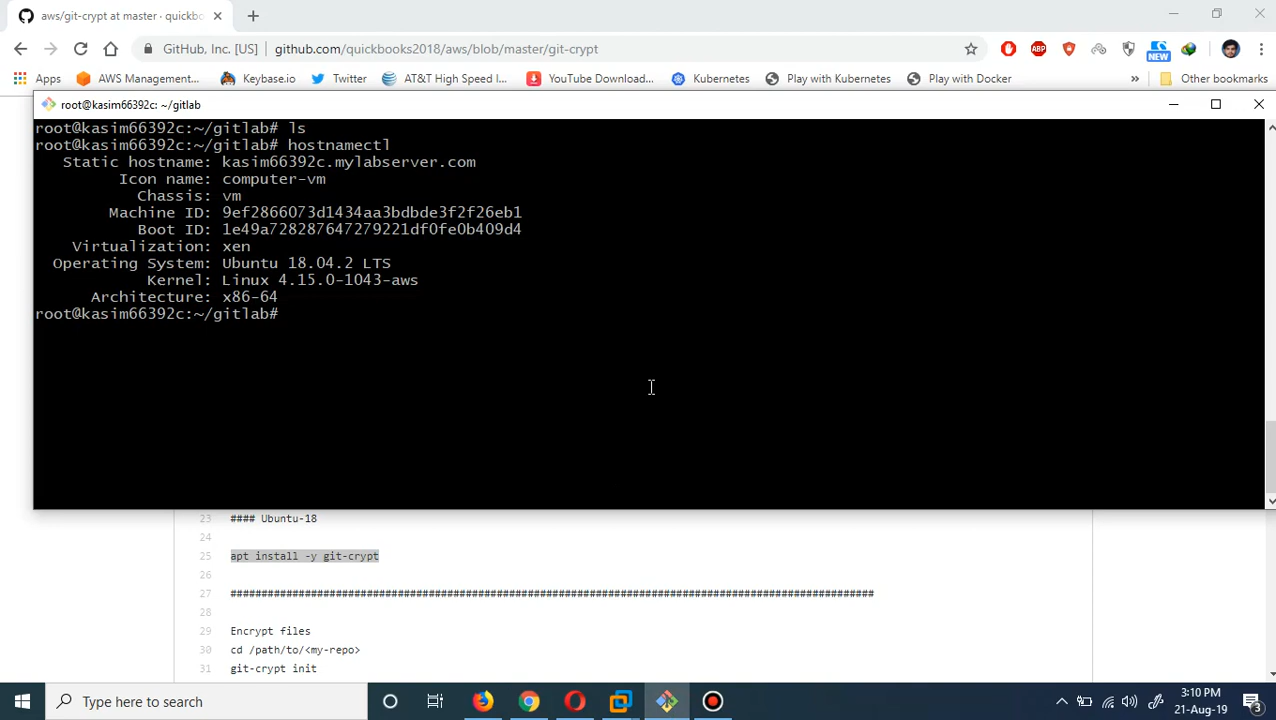 aws/git-crypt at master · quickboo
GitHub, Inc. [US]
github.com/quickbooks2018/aws/blob/master/git-crypt
ABP
NEW
Apps
AWS Management...
Keybase.io
Twitter
AT&T High Speed I...
YouTube Download...
Kubernetes
Play with Kubernetes
Play with Docker
»
Other bookmarks
root@kasim66392c: ~/gitlab
root@kasim66392c:~/gitlab# ls
root@kasim66392c:~/gitlab# hostnamectl
Static hostname: kasim66392c.mylabserver.com
Icon name: computer-vm
Chassis: vm
Machine ID: 9ef2866073d1434aa3bdbde3f2f26eb1
Boot ID: 1e49a728287647279221df0fe0b409d4
Virtualization: xen
Operating System: Ubuntu 18.04.2 LTS
Kernel: Linux 4.15.0-1043-aws
Architecture: x86-64
root@kasim66392c:~/gitlab#
23 #### Ubuntu-18
24
25 apt install -y git-crypt
26
27 ########################################################################################################
28
29 Encrypt files
30 cd /path/to/<my-repo>
31 git-crypt init
Type here to search
3:10 PM
21-Aug-19
3